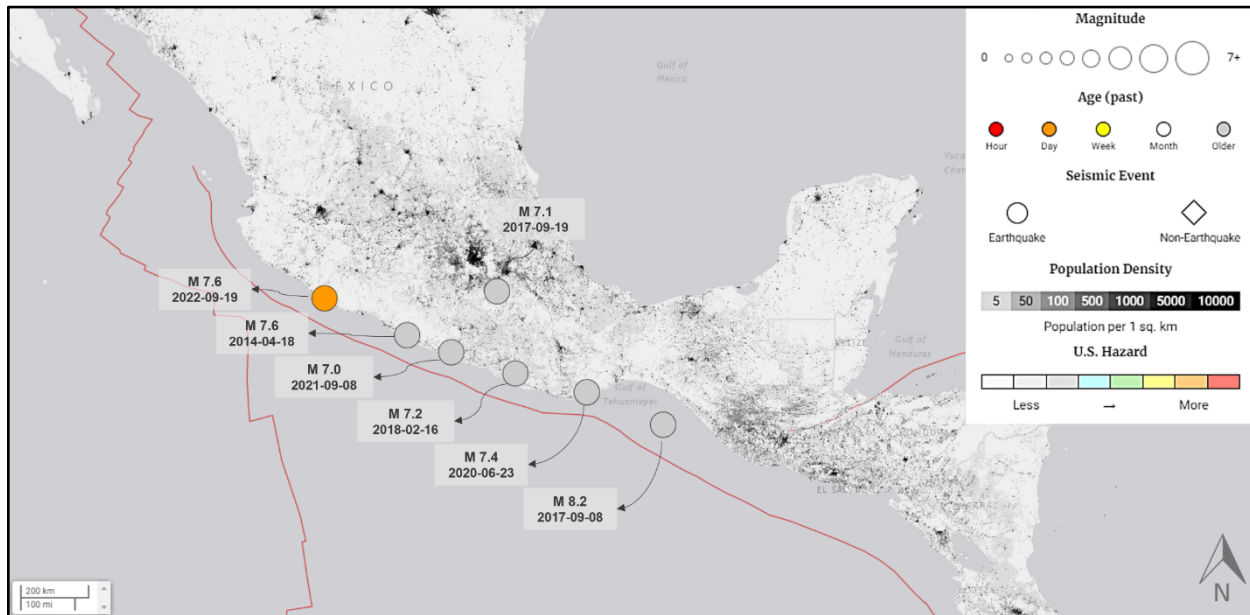 MEXICO
Gulf of
Mexico
M 7.1
2017-09-19
M 7.6
2022-09-19
M 7.6
2014-04-18
M 7.0
2021-09-08
M 7.2
2018-02-16
M 7.4
2020-06-23
M 8.2
2017-09-08
Gulf of
Tehuantepec
BELIZE
Gulf of
Honduras
EL SALV
200 km
100 mi
N
Magnitude
0
7+
Age (past)
Hour
Day
Week
Month
Older
Seismic Event
Earthquake
Non-Earthquake
Population Density
5 50 100 500 1000 5000 10000
Population per 1 sq. km
U.S. Hazard
Less → More